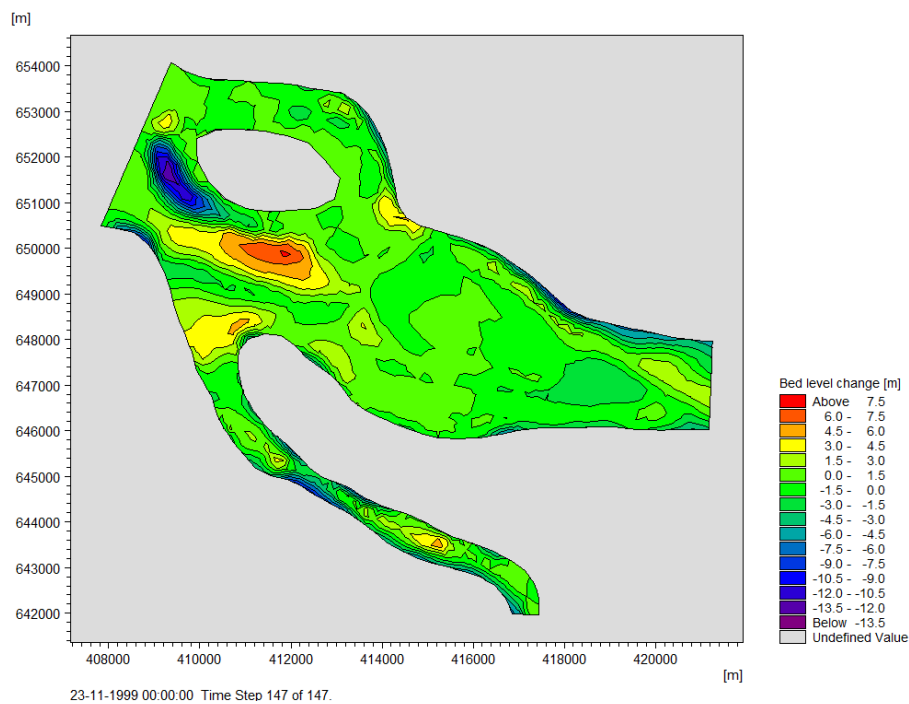 [m]
654000
653000
652000
651000
650000
649000
648000
647000
646000
645000
644000
643000
642000
408000 410000 412000 414000 416000 418000 420000
[m]
23-11-1999 00:00:00 Time Step 147 of 147.
Bed level change [m]
Above 7.5
6.0 - 7.5
4.5 - 6.0
3.0 - 4.5
1.5 - 3.0
0.0 - 1.5
-1.5 - 0.0
-3.0 - -1.5
-4.5 - -3.0
-6.0 - -4.5
-7.5 - -6.0
-9.0 - -7.5
-10.5 - -9.0
-12.0 - -10.5
-13.5 - -12.0
Below -13.5
Undefined Value